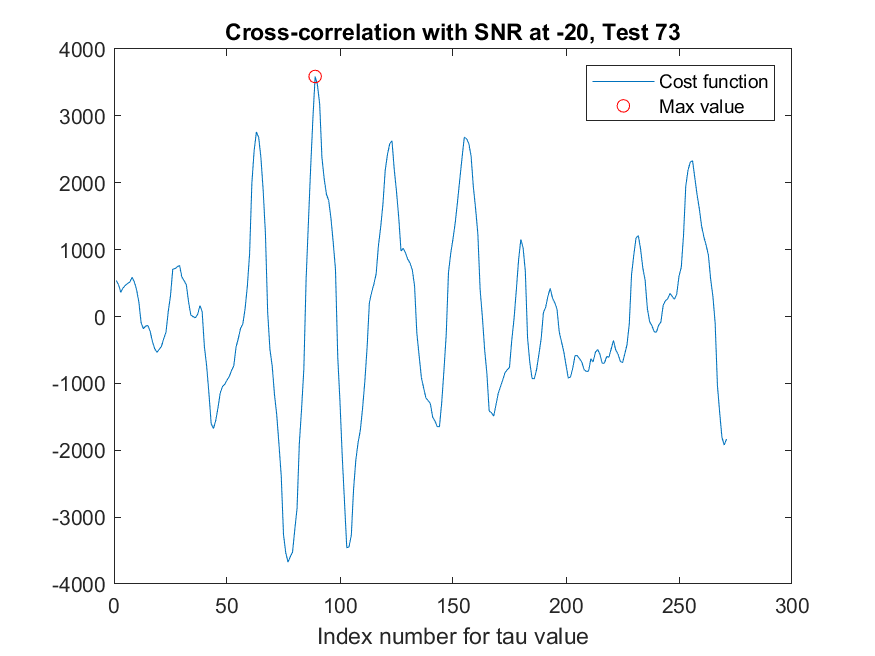 Cross-correlation with SNR at -20, Test 73
4000
3000
2000
1000
0
-1000
-2000
-3000
-4000
Cost function
Max value
0 50 100 150 200 250 300
Index number for tau value